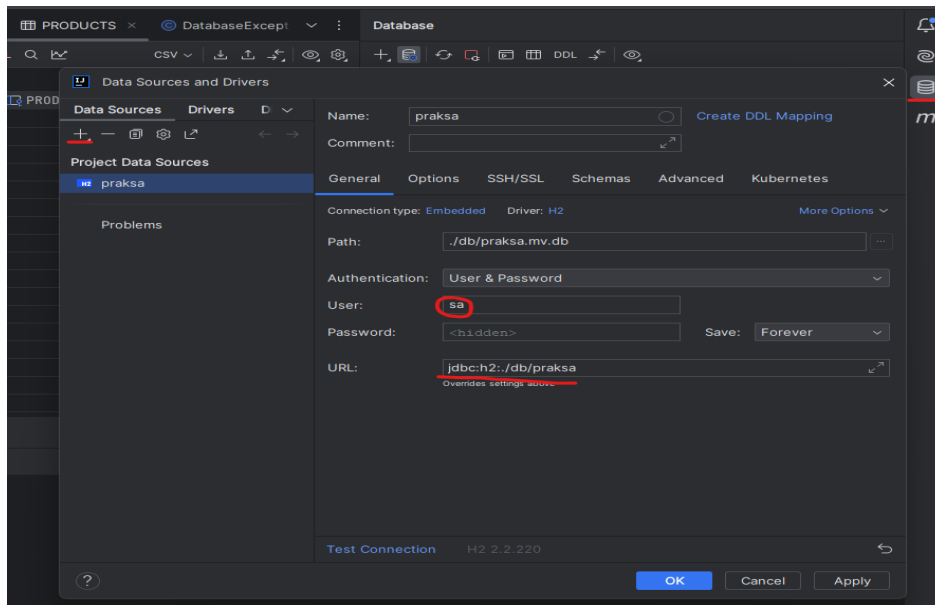 PRODUCTS × DatabaseExcept Database
CSV DDL
PROD
Data Sources and Drivers
Data Sources Drivers D
Project Data Sources
H2 praksa
Problems
Name: praksa Create DDL Mapping
Comment:
General Options SSH/SSL Schemas Advanced Kubernetes
Connection type: Embedded Driver: H2 More Options
Path: ./db/praksa.mv.db ...
Authentication: User & Password
User: sa
Password: <hidden> Save: Forever
URL: jdbc:h2:./db/praksa
Overrides settings above
Test Connection H2 2.2.220
? OK Cancel Apply
m